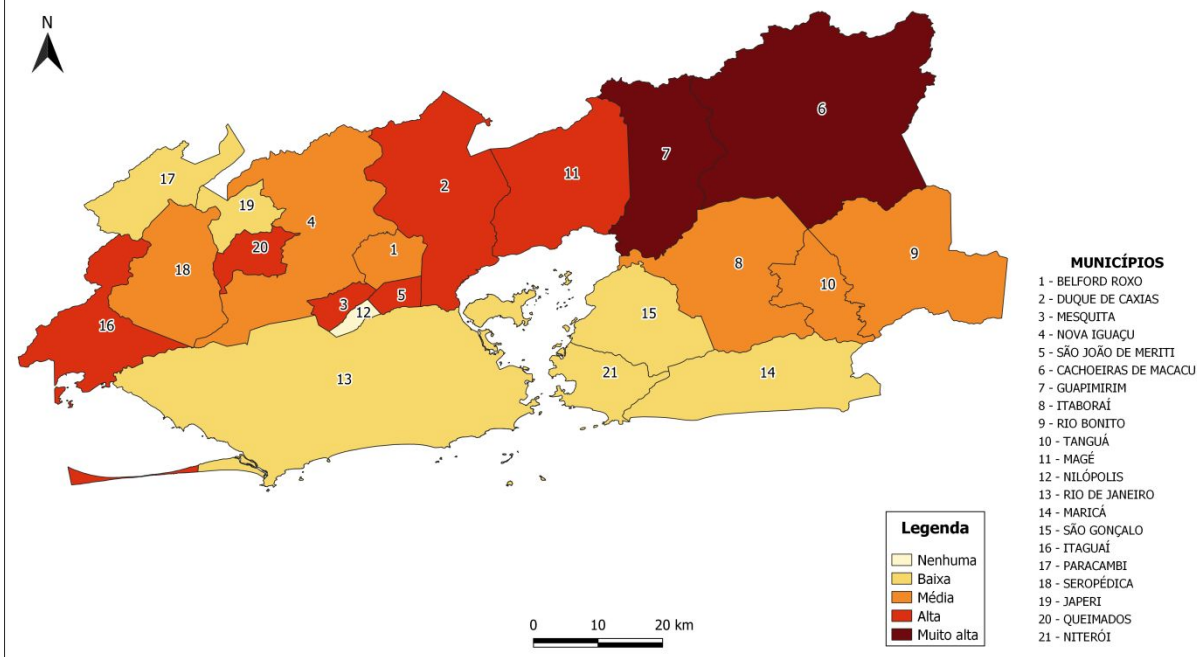 N
6
7
11
2
17
19
4
20
1
18
9
8
10
3
5
12
16
15
13
21
14
MUNICÍPIOS
1 - BELFORD ROXO
2 - DUQUE DE CAXIAS
3 - MESQUITA
4 - NOVA IGUAÇU
5 - SÃO JOÃO DE MERITI
6 - CACHOEIRAS DE MACACU
7 - GUAPIMIRIM
8 - ITABORAÍ
9 - RIO BONITO
10 - TANGUÁ
11 - MAGÉ
12 - NILÓPOLIS
13 - RIO DE JANEIRO
14 - MARICÁ
15 - SÃO GONÇALO
16 - ITAGUAÍ
17 - PARACAMBI
18 - SEROPÉDICA
19 - JAPERI
20 - QUEIMADOS
21 - NITERÓI
Legenda
Nenhuma
Baixa
Média
Alta
Muito alta
0 10 20 km